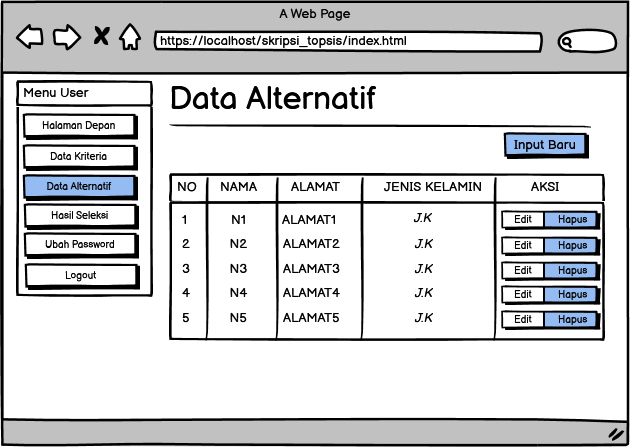 A Web Page
https://localhost/skripsi_topsis/index.html
Menu User
Halaman Depan
Data Kriteria
Data Alternatif
Hasil Seleksi
Ubah Password
Logout
Data Alternatif
Input Baru
NO NAMA ALAMAT JENIS KELAMIN AKSI
1 N1 ALAMAT1 J.K Edit Hapus
2 N2 ALAMAT2 J.K Edit Hapus
3 N3 ALAMAT3 J.K Edit Hapus
4 N4 ALAMAT4 J.K Edit Hapus
5 N5 ALAMAT5 J.K Edit Hapus